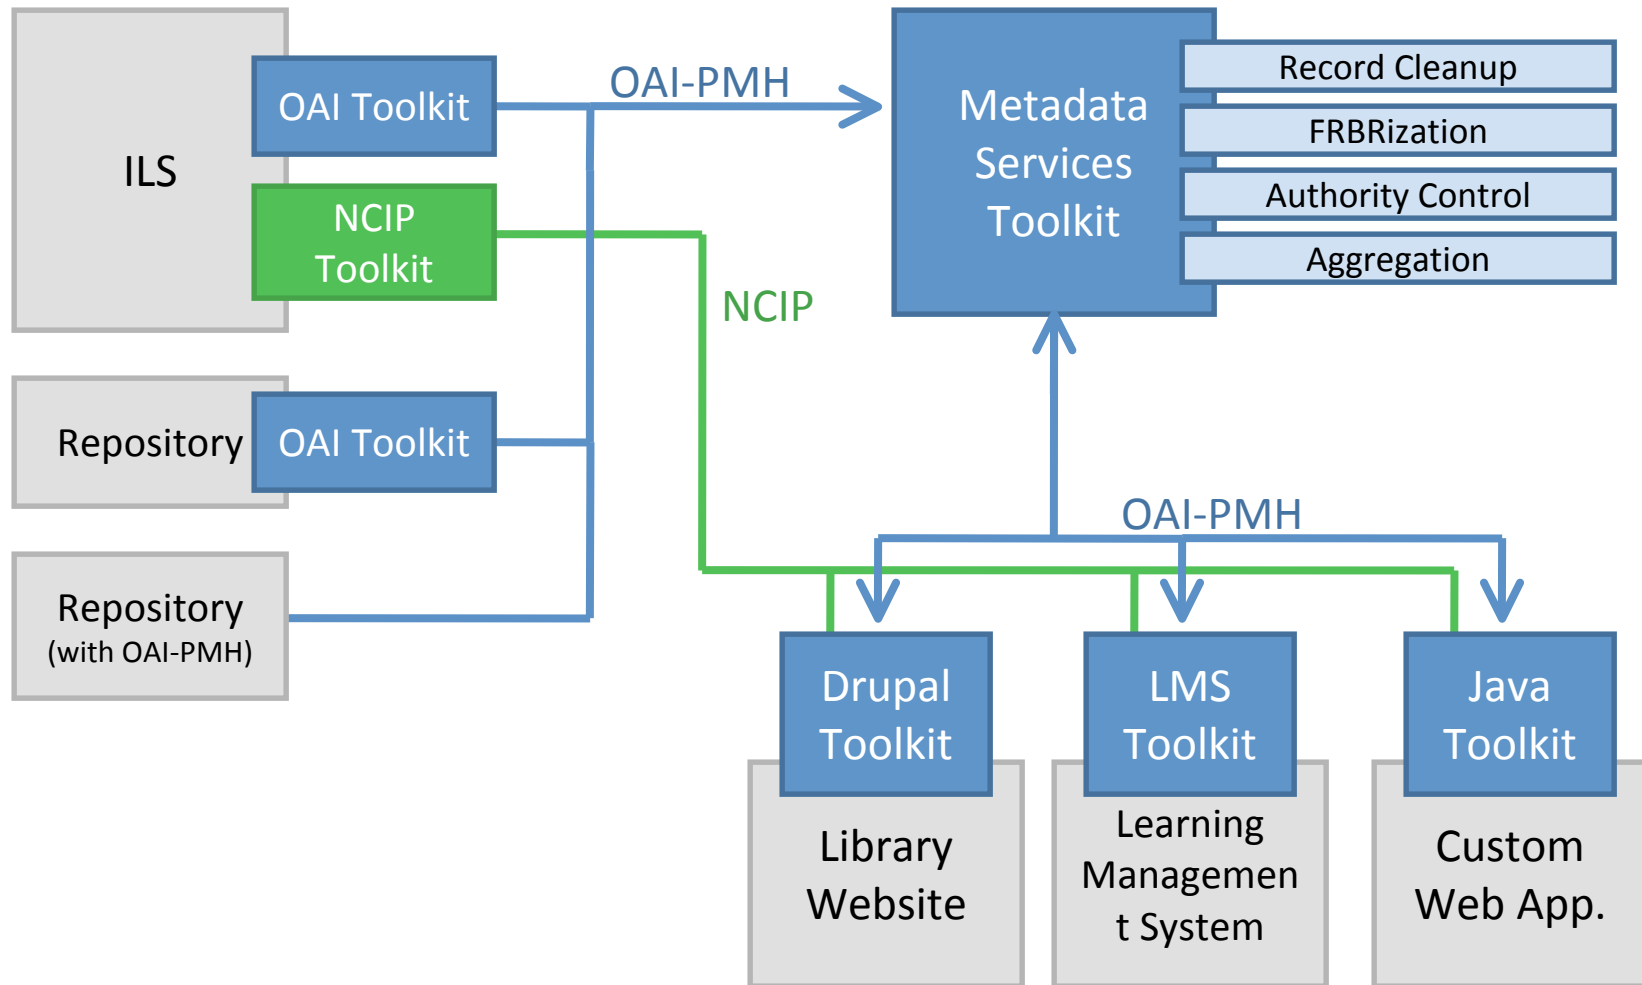 ILS
OAI Toolkit
NCIP
Toolkit
OAI-PMH
NCIP
Metadata
Services
Toolkit
Record Cleanup
FRBRization
Authority Control
Aggregation
Repository
OAI Toolkit
Repository
(with OAI-PMH)
OAI-PMH
Drupal
Toolkit
Library
Website
LMS
Toolkit
Learning
Managemen
t System
Java
Toolkit
Custom
Web App.